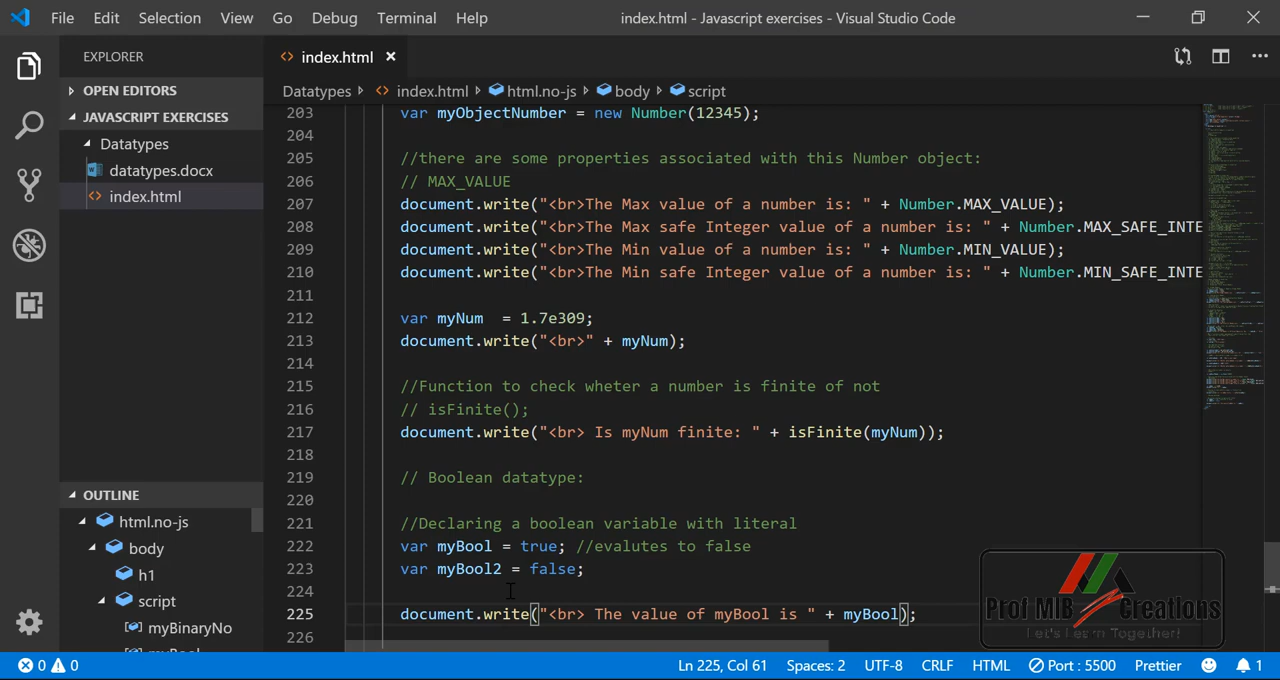 File Edit Selection View Go Debug Terminal Help index.html - Javascript exercises - Visual Studio Code
EXPLORER
index.html
OPEN EDITORS
JAVASCRIPT EXERCISES
Datatypes
datatypes.docx
index.html
OUTLINE
html.no-js
body
h1
script
myBinaryNo
Datatypes index.html html.no-js body script
203 var myObjectNumber = new Number(12345);
204
205 //there are some properties associated with this Number object:
206 // MAX_VALUE
207 document.write("<br>The Max value of a number is: " + Number.MAX_VALUE);
208 document.write("<br>The Max safe Integer value of a number is: " + Number.MAX_SAFE_INTE
209 document.write("<br>The Min value of a number is: " + Number.MIN_VALUE);
210 document.write("<br>The Min safe Integer value of a number is: " + Number.MIN_SAFE_INTE
211
212 var myNum  = 1.7e309;
213 document.write("<br>" + myNum);
214
215 //Function to check wheter a number is finite of not
216 // isFinite();
217 document.write("<br> Is myNum finite: " + isFinite(myNum));
218
219 // Boolean datatype:
220
221 //Declaring a boolean variable with literal
222 var myBool = true; //evalutes to false
223 var myBool2 = false;
224
225 document.write("<br> The value of myBool is " + myBool);
226
Prof MIB Creations
Let's Learn Together!
0 0 Ln 225, Col 61 Spaces: 2 UTF-8 CRLF HTML Port : 5500 Prettier 1